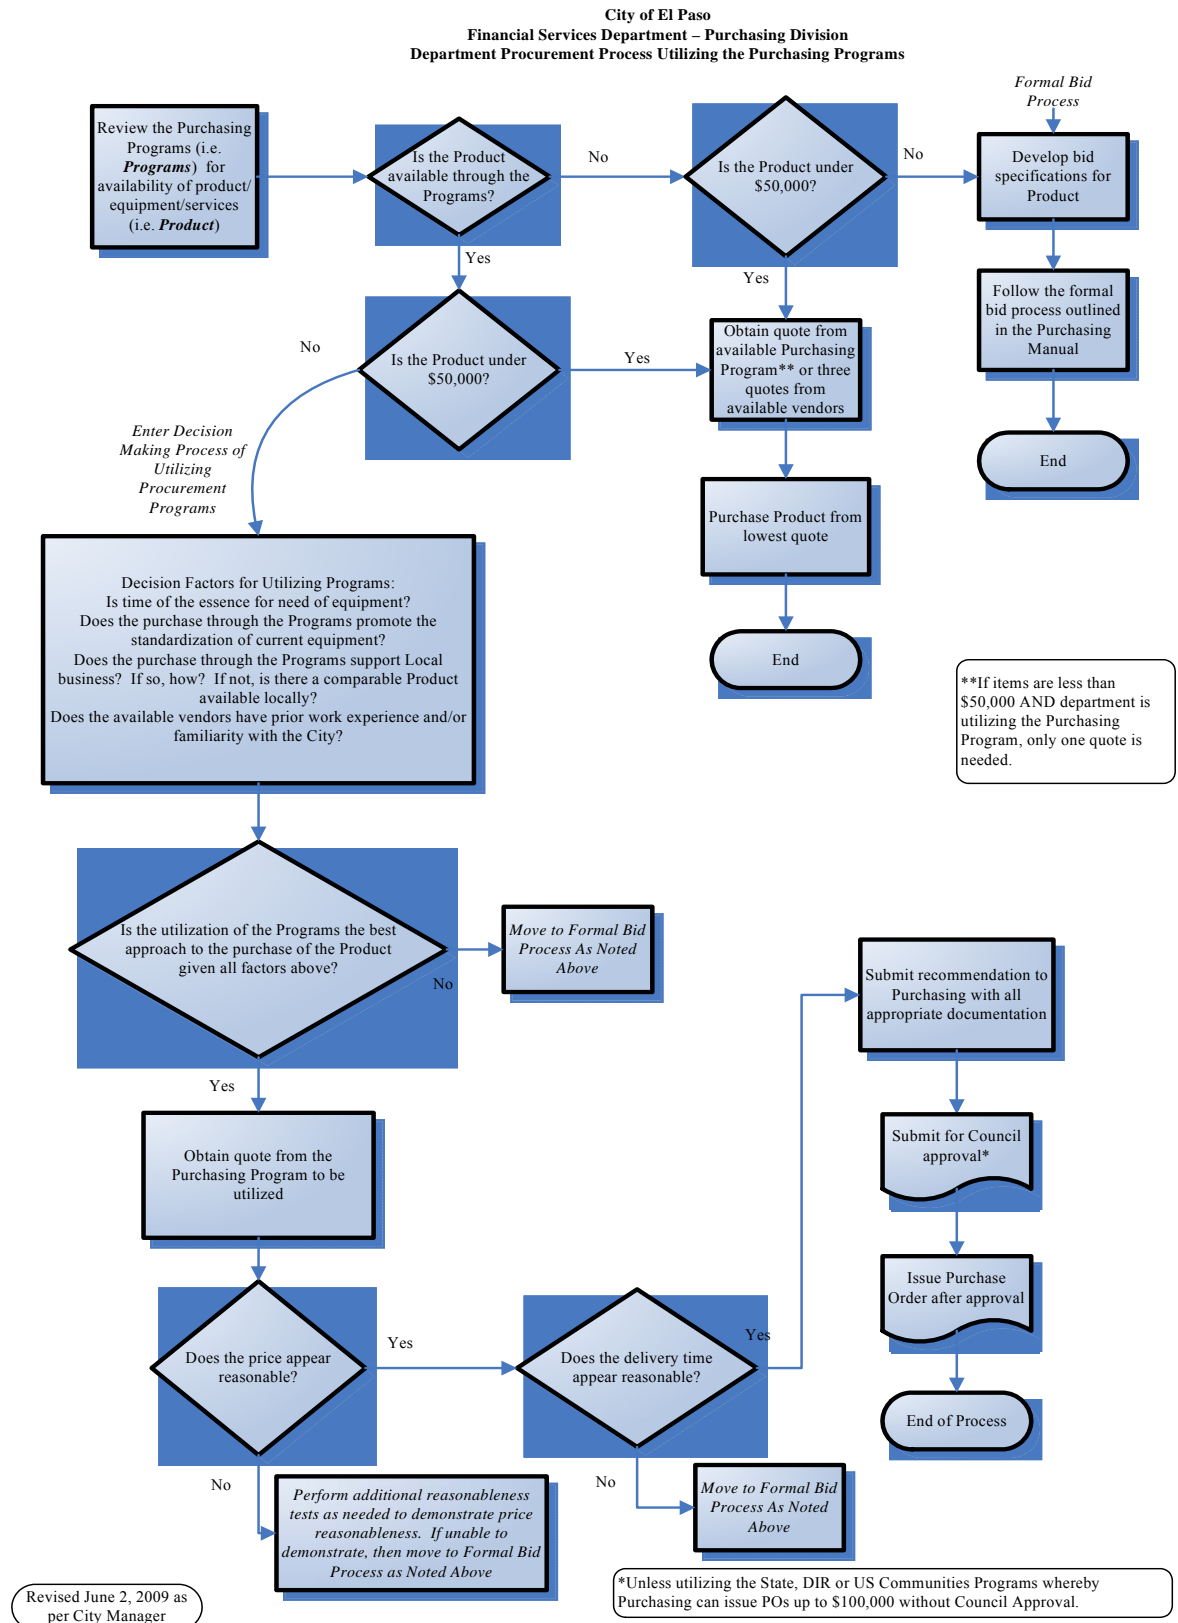 City of El Paso
Financial Services Department – Purchasing Division
Department Procurement Process Utilizing the Purchasing Programs
Formal Bid
Process
Review the Purchasing
Programs (i.e.
Programs) for
availability of product/
equipment/services
(i.e. Product)
Is the Product
available through the
Programs?
No
Is the Product under
$50,000?
No
Develop bid
specifications for
Product
Yes
Yes
Follow the formal
bid process outlined
in the Purchasing
Manual
Is the Product under
$50,000?
No
Yes
Obtain quote from
available Purchasing
Program** or three
quotes from
available vendors
Enter Decision
Making Process of
Utilizing
Procurement
Programs
End
Purchase Product from
lowest quote
Decision Factors for Utilizing Programs:
Is time of the essence for need of equipment?
Does the purchase through the Programs promote the
standardization of current equipment?
Does the purchase through the Programs support Local
business? If so, how? If not, is there a comparable Product
available locally?
Does the available vendors have prior work experience and/or
familiarity with the City?
End
**If items are less than
$50,000 AND department is
utilizing the Purchasing
Program, only one quote is
needed.
Is the utilization of the Programs the best
approach to the purchase of the Product
given all factors above?
No
Move to Formal Bid
Process As Noted
Above
Submit recommendation to
Purchasing with all
appropriate documentation
Yes
Submit for Council
approval*
Obtain quote from the
Purchasing Program to be
utilized
Issue Purchase
Order after approval
Does the price appear
reasonable?
Yes
Does the delivery time
appear reasonable?
Yes
End of Process
No
Perform additional reasonableness
tests as needed to demonstrate price
reasonableness. If unable to
demonstrate, then move to Formal Bid
Process as Noted Above
No
Move to Formal Bid
Process As Noted
Above
Revised June 2, 2009 as
per City Manager
*Unless utilizing the State, DIR or US Communities Programs whereby
Purchasing can issue POs up to $100,000 without Council Approval.